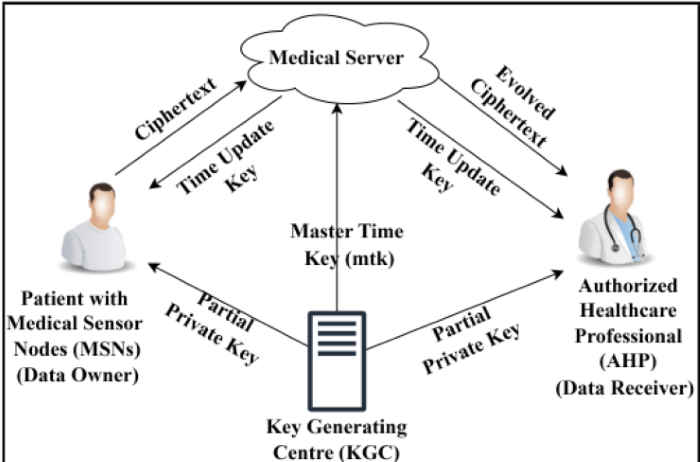 Medical Server
Ciphertext
Time Update
Key
Evolved
Ciphertext
Time Update
Key
Master Time
Key (mtk)
Patient with
Medical Sensor
Nodes (MSNs)
(Data Owner)
Partial
Private Key
Partial
Private Key
Authorized
Healthcare
Professional
(AHP)
(Data Receiver)
Key Generating
Centre (KGC)